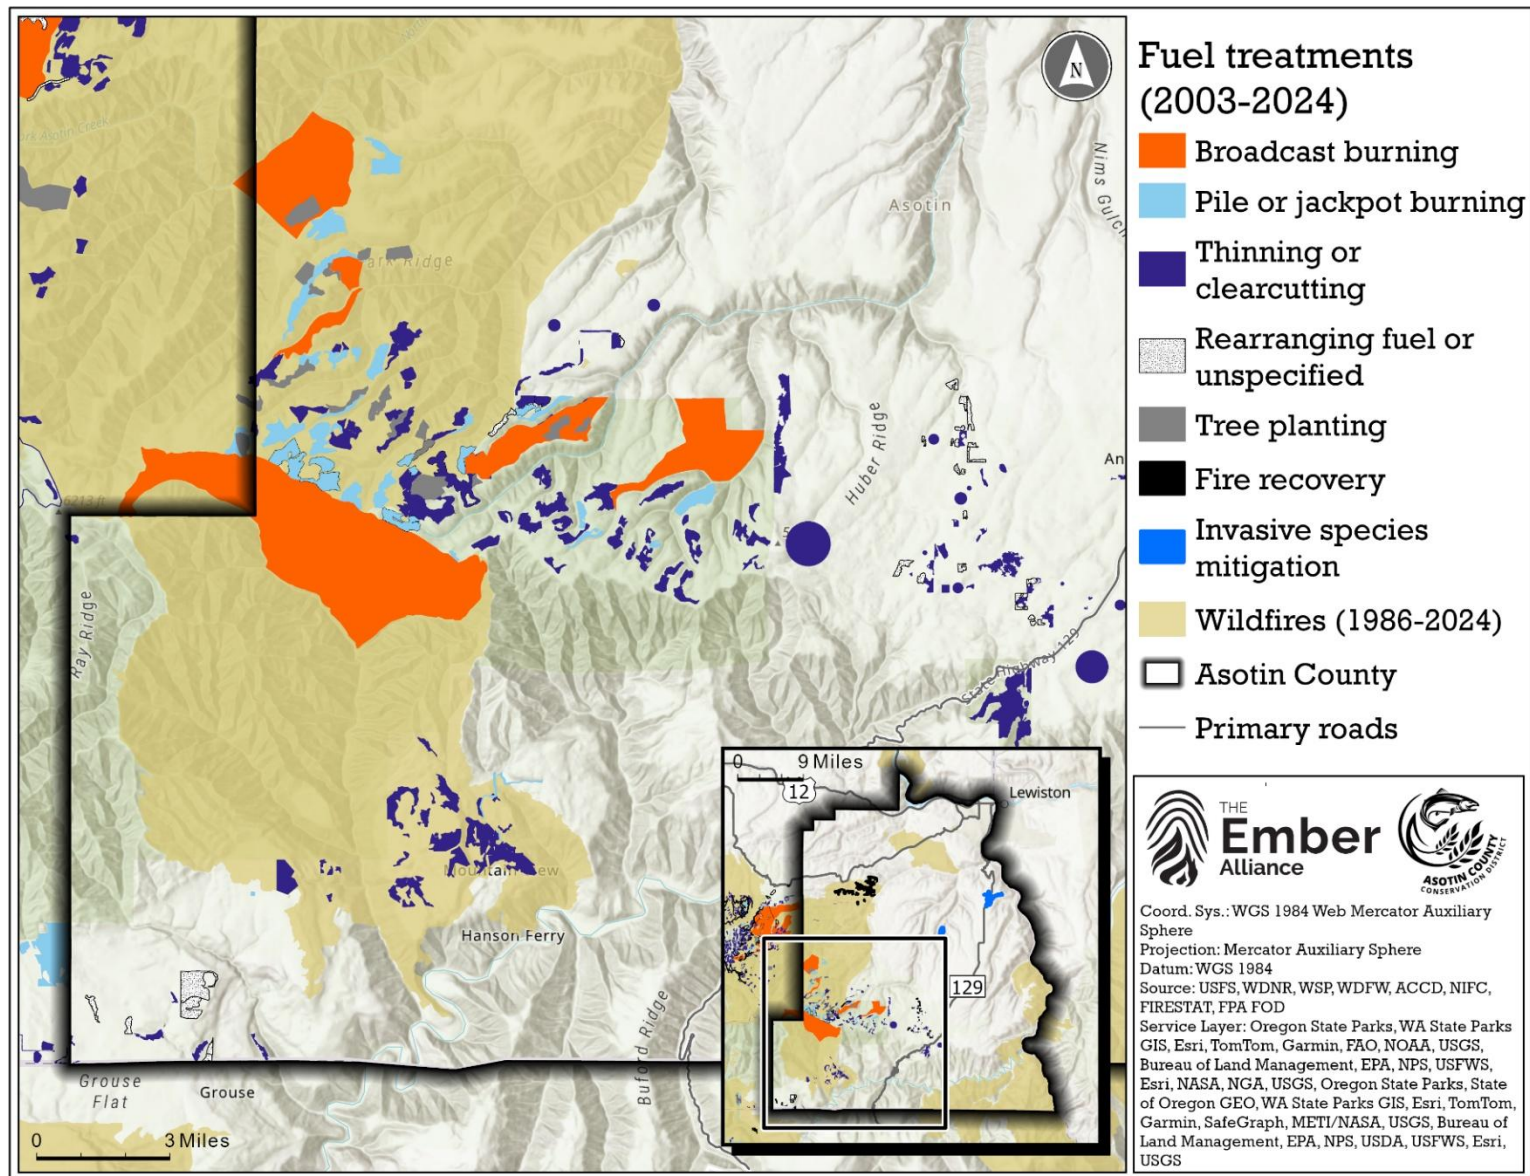 Fuel treatments
(2003-2024)
Broadcast burning
Pile or jackpot burning
Thinning or
clearcutting
Rearranging fuel or
unspecified
Tree planting
Fire recovery
Invasive species
mitigation
Wildfires (1986-2024)
Asotin County
Primary roads
N
Asotin Creek
Asotin
Nims Gulch
Ridge
Huber Ridge
An
Ray Ridge
State Highway 129
Hanson Ferry
Buford Ridge
Grouse
Flat
Grouse
0 3 Miles
0 9 Miles
12
Lewiston
129
THE
Ember
Alliance
ASOTIN COUNTY
CONSERVATION DISTRICT
Coord. Sys.: WGS 1984 Web Mercator Auxiliary
Sphere
Projection: Mercator Auxiliary Sphere
Datum: WGS 1984
Source: USFS, WDNR, WSP, WDFW, ACCD, NIFC,
FIRESTAT, FPA FOD
Service Layer: Oregon State Parks, WA State Parks
GIS, Esri, TomTom, Garmin, FAO, NOAA, USGS,
Bureau of Land Management, EPA, NPS, USFWS,
Esri, NASA, NGA, USGS, Oregon State Parks, State
of Oregon GEO, WA State Parks GIS, Esri, TomTom,
Garmin, SafeGraph, METI/NASA, USGS, Bureau of
Land Management, EPA, NPS, USDA, USFWS, Esri,
USGS